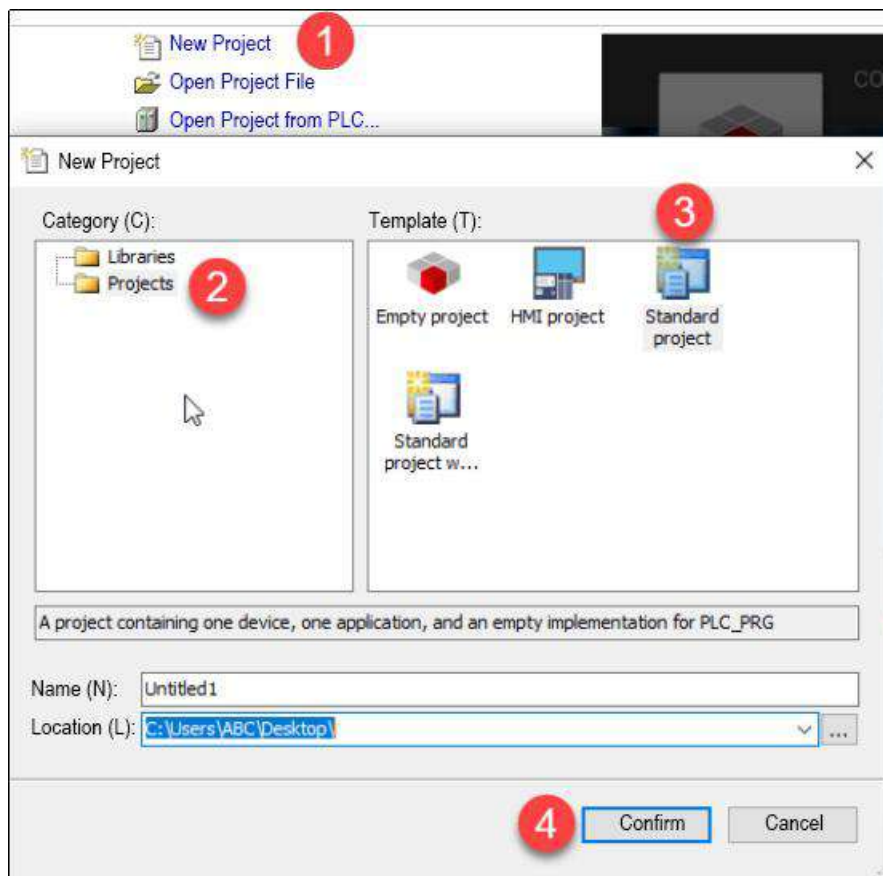 New Project
1
Open Project File
CO
Open Project from PLC...
New Project
Category (C):
Template (T):
3
Libraries
Projects
2
Empty project
HMI project
Standard
project
Standard
project w...
A project containing one device, one application, and an empty implementation for PLC_PRG
Name (N):
Untitled1
Location (L):
C:\Users\ABC\Desktop\
...
4
Confirm
Cancel